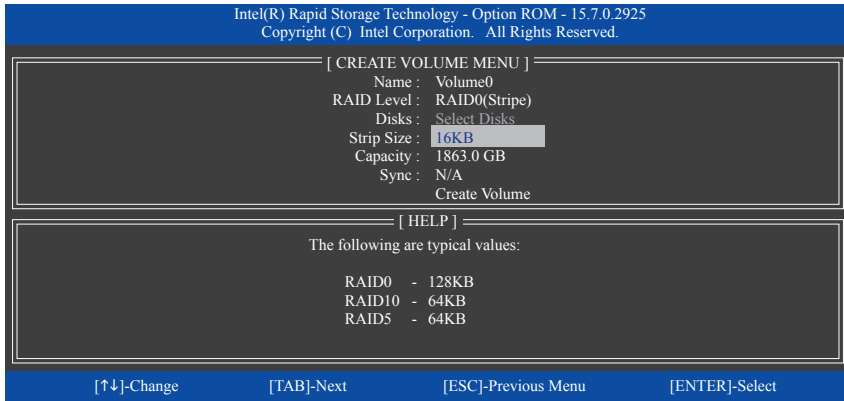 Intel(R) Rapid Storage Technology - Option ROM - 15.7.0.2925
Copyright (C) Intel Corporation. All Rights Reserved.
[ CREATE VOLUME MENU ]
Name : Volume0
RAID Level : RAID0(Stripe)
Disks : Select Disks
Strip Size : 16KB
Capacity : 1863.0 GB
Sync : N/A
Create Volume
[ HELP ]
The following are typical values:
RAID0 - 128KB
RAID10 - 64KB
RAID5 - 64KB
[↑↓]-Change [TAB]-Next [ESC]-Previous Menu [ENTER]-Select